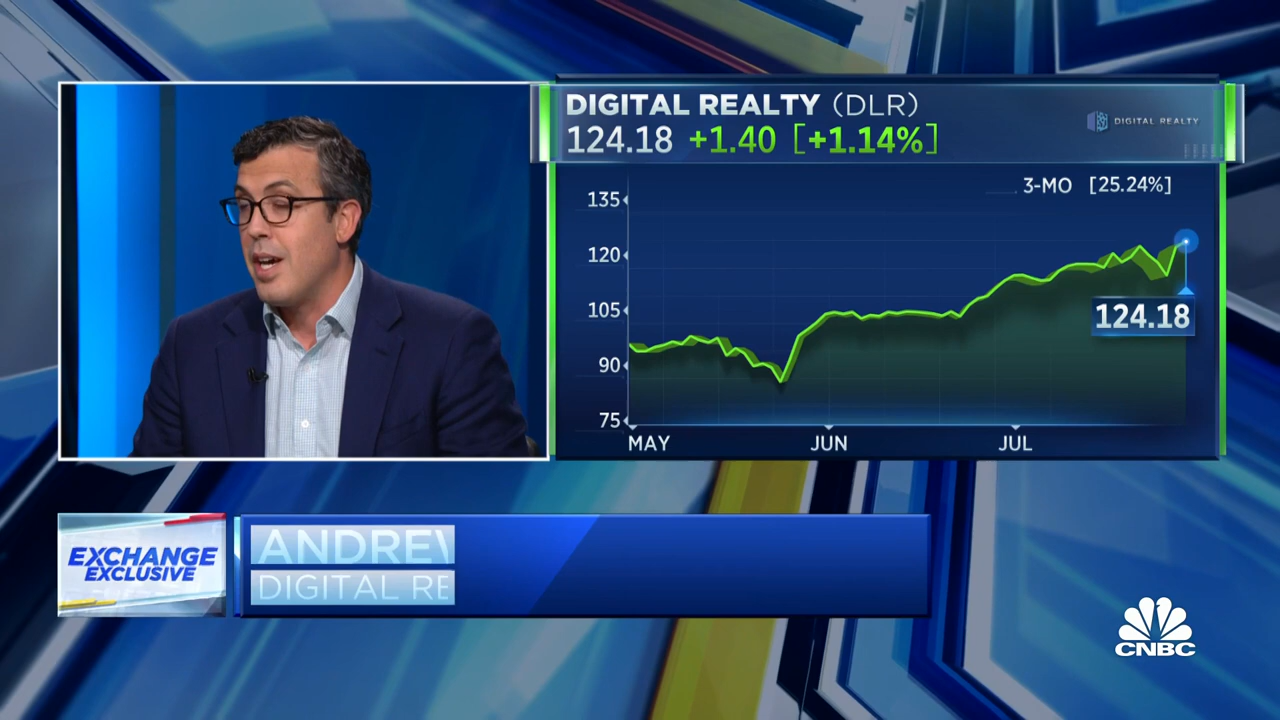 DIGITAL REALTY (DLR)
124.18 +1.40 [+1.14%]
DIGITAL REALTY
3-MO [25.24%]
135
120
105
90
75
124.18
MAY JUN JUL
EXCHANGE
EXCLUSIVE
ANDRE
DIGITAL RE
CNBC